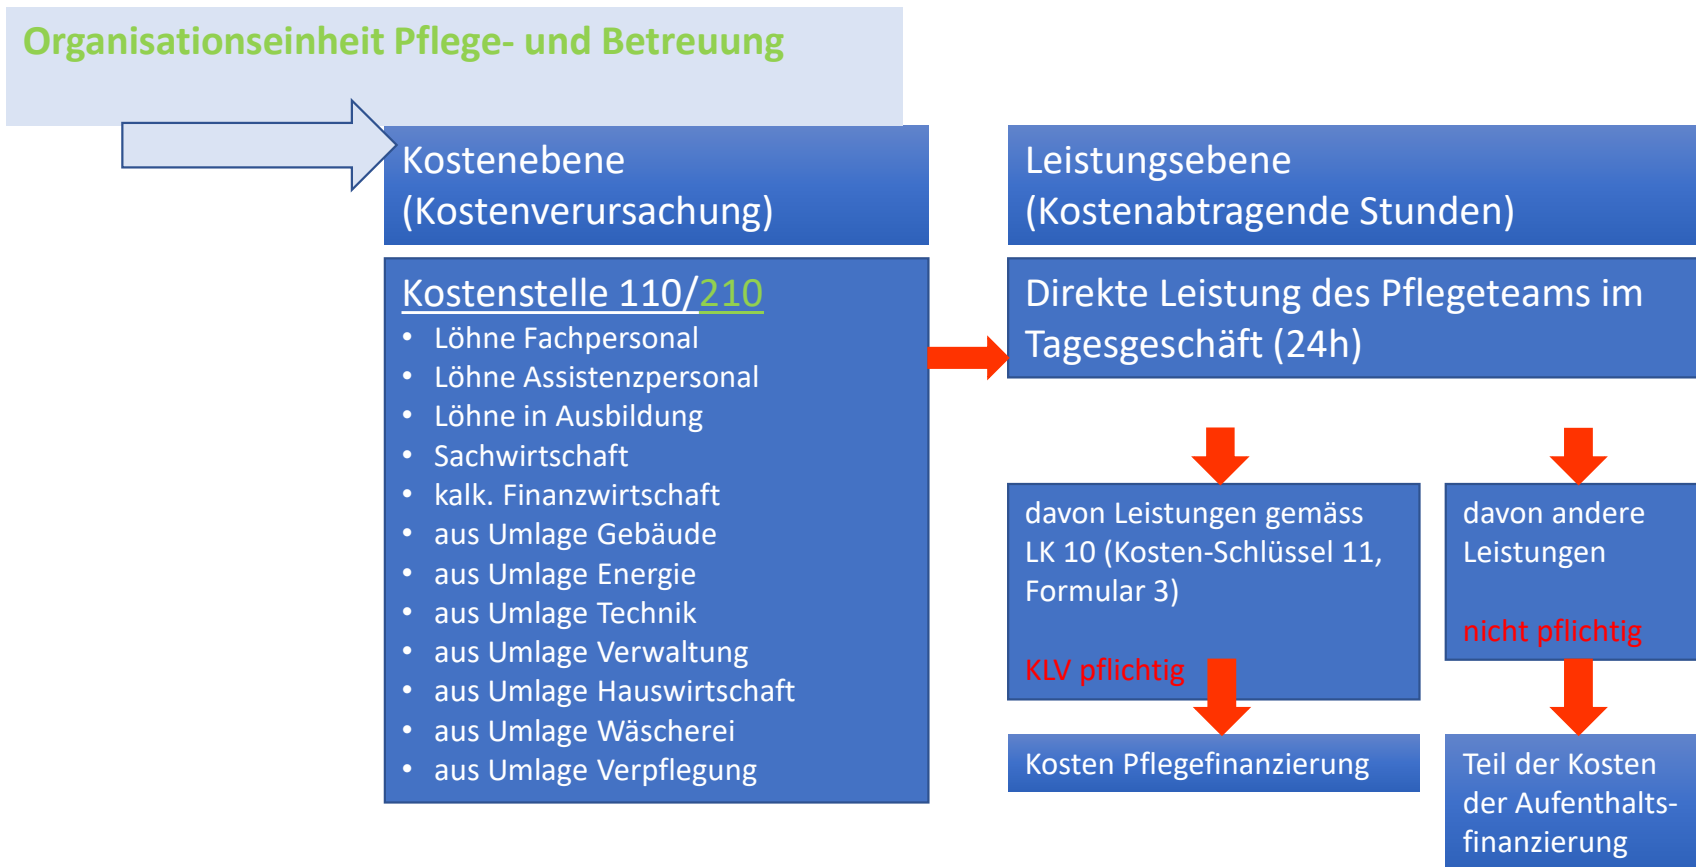 Organisationseinheit Pflege- und Betreuung
Kostenebene
(Kostenverursachung)
Kostenstelle 110/210
• Löhne Fachpersonal
• Löhne Assistenzpersonal
• Löhne in Ausbildung
• Sachwirtschaft
• kalk. Finanzwirtschaft
• aus Umlage Gebäude
• aus Umlage Energie
• aus Umlage Technik
• aus Umlage Verwaltung
• aus Umlage Hauswirtschaft
• aus Umlage Wäscherei
• aus Umlage Verpflegung
Leistungsebene
(Kostenabtragende Stunden)
Direkte Leistung des Pflegeteams im
Tagesgeschäft (24h)
davon Leistungen gemäss
LK 10 (Kosten-Schlüssel 11,
Formular 3)
KLV pflichtig
Kosten Pflegefinanzierung
davon andere
Leistungen
nicht pflichtig
Teil der Kosten
der Aufenthalts-
finanzierung